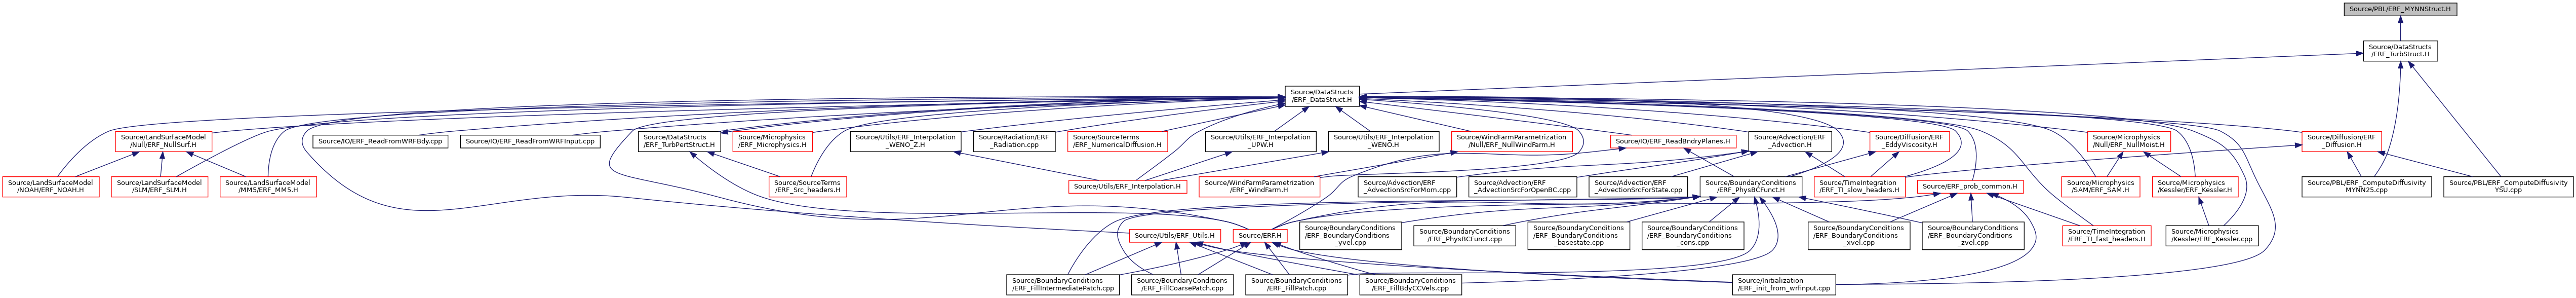 Source/PBL/ERF_MYNNStruct.H
Source/DataStructs
/ERF_TurbStruct.H
Source/DataStructs
/ERF_DataStruct.H
Source/LandSurfaceModel
/Null/ERF_NullSurf.H
Source/IO/ERF_ReadFromWRFBdy.cpp
Source/IO/ERF_ReadFromWRFInput.cpp
Source/DataStructs
/ERF_TurbPertStruct.H
Source/Microphysics
/ERF_Microphysics.H
Source/Utils/ERF_Interpolation
_WENO_Z.H
Source/Radiation/ERF
_Radiation.cpp
Source/SourceTerms
/ERF_NumericalDiffusion.H
Source/Utils/ERF_Interpolation
_UPW.H
Source/Utils/ERF_Interpolation
_WENO.H
Source/WindFarmParametrization
/Null/ERF_NullWindFarm.H
Source/IO/ERF_ReadBndryPlanes.H
Source/Advection/ERF
_Advection.H
Source/Diffusion/ERF
_EddyViscosity.H
Source/Microphysics
/Null/ERF_NullMoist.H
Source/Diffusion/ERF
_Diffusion.H
Source/LandSurfaceModel
/NOAH/ERF_NOAH.H
Source/LandSurfaceModel
/SLM/ERF_SLM.H
Source/LandSurfaceModel
/MM5/ERF_MM5.H
Source/SourceTerms
/ERF_Src_headers.H
Source/Utils/ERF_Interpolation.H
Source/WindFarmParametrization
/ERF_WindFarm.H
Source/Advection/ERF
_AdvectionSrcForMom.cpp
Source/Advection/ERF
_AdvectionSrcForOpenBC.cpp
Source/Advection/ERF
_AdvectionSrcForState.cpp
Source/BoundaryConditions
/ERF_PhysBCFunct.H
Source/TimeIntegration
/ERF_TI_slow_headers.H
Source/ERF_prob_common.H
Source/Microphysics
/SAM/ERF_SAM.H
Source/Microphysics
/Kessler/ERF_Kessler.H
Source/PBL/ERF_ComputeDiffusivity
MYNN25.cpp
Source/PBL/ERF_ComputeDiffusivity
YSU.cpp
Source/Utils/ERF_Utils.H
Source/ERF.H
Source/BoundaryConditions
/ERF_BoundaryConditions
_yvel.cpp
Source/BoundaryConditions
/ERF_PhysBCFunct.cpp
Source/BoundaryConditions
/ERF_BoundaryConditions
_basestate.cpp
Source/BoundaryConditions
/ERF_BoundaryConditions
_cons.cpp
Source/BoundaryConditions
/ERF_BoundaryConditions
_xvel.cpp
Source/BoundaryConditions
/ERF_BoundaryConditions
_zvel.cpp
Source/TimeIntegration
/ERF_TI_fast_headers.H
Source/Microphysics
/Kessler/ERF_Kessler.cpp
Source/BoundaryConditions
/ERF_FillIntermediatePatch.cpp
Source/BoundaryConditions
/ERF_FillCoarsePatch.cpp
Source/BoundaryConditions
/ERF_FillPatch.cpp
Source/BoundaryConditions
/ERF_FillBdyCCVels.cpp
Source/Initialization
/ERF_init_from_wrfinput.cpp